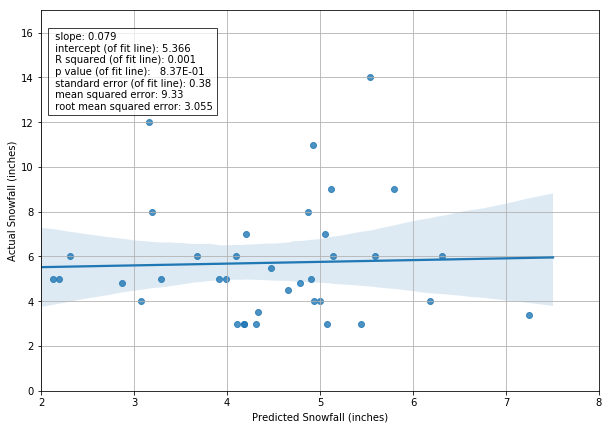 slope: 0.079
intercept (of fit line): 5.366
R squared (of fit line): 0.001
p value (of fit line):   8.37E-01
standard error (of fit line): 0.38
mean squared error: 9.33
root mean squared error: 3.055
Actual Snowfall (inches)
16
14
12
10
8
6
4
2
0
2 3 4 5 6 7 8
Predicted Snowfall (inches)